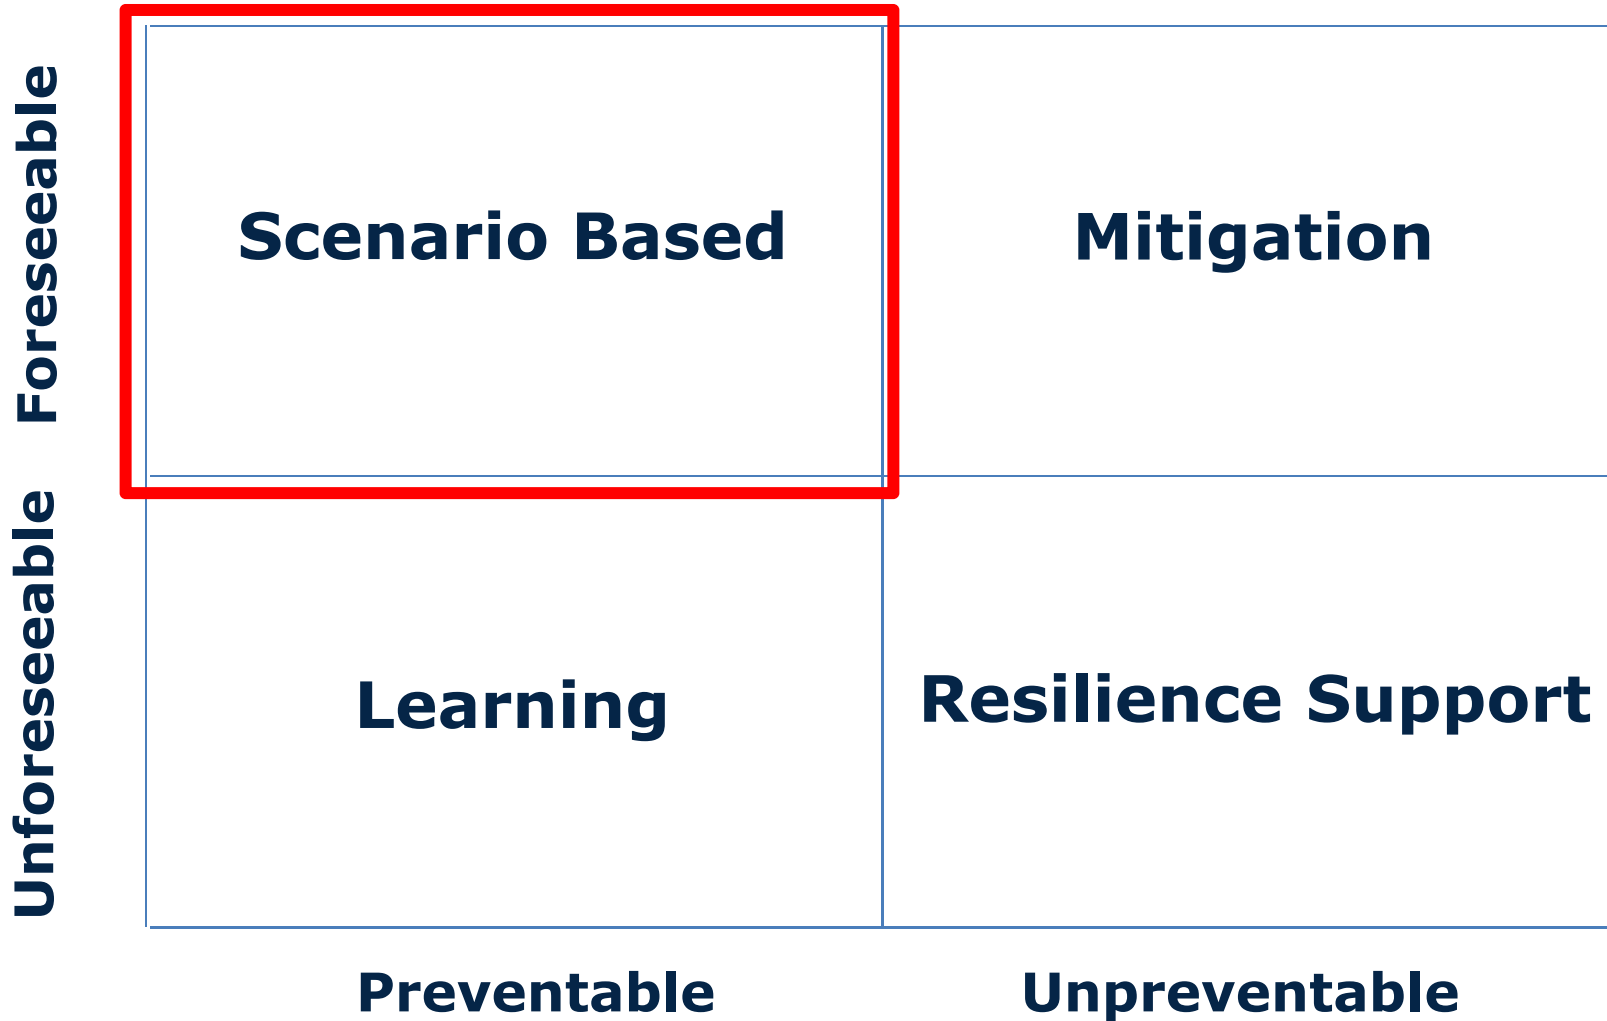 Foreseeable
Scenario Based
Mitigation
Unforeseeable
Learning
Resilience Support
Preventable
Unpreventable